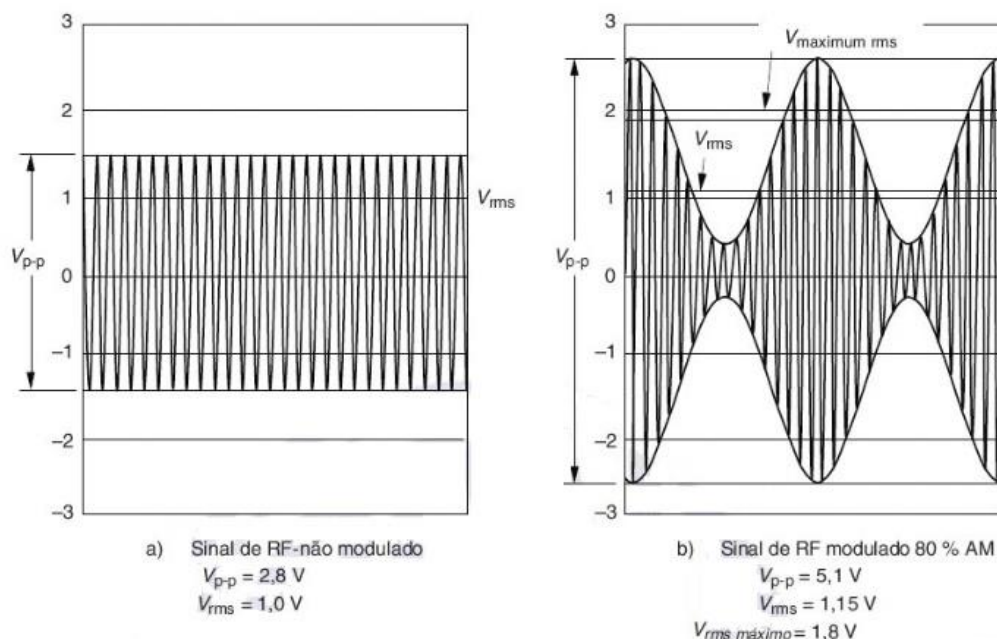 3
2
1
0
–1
–2
–3
V_p-p
V_rms
a) Sinal de RF-não modulado
V_p-p = 2,8 V
V_rms = 1,0 V
3
2
1
0
–1
–2
–3
V_maximum rms
V_rms
V_p-p
b) Sinal de RF modulado 80 % AM
V_p-p = 5,1 V
V_rms = 1,15 V
V_rms máximo = 1,8 V